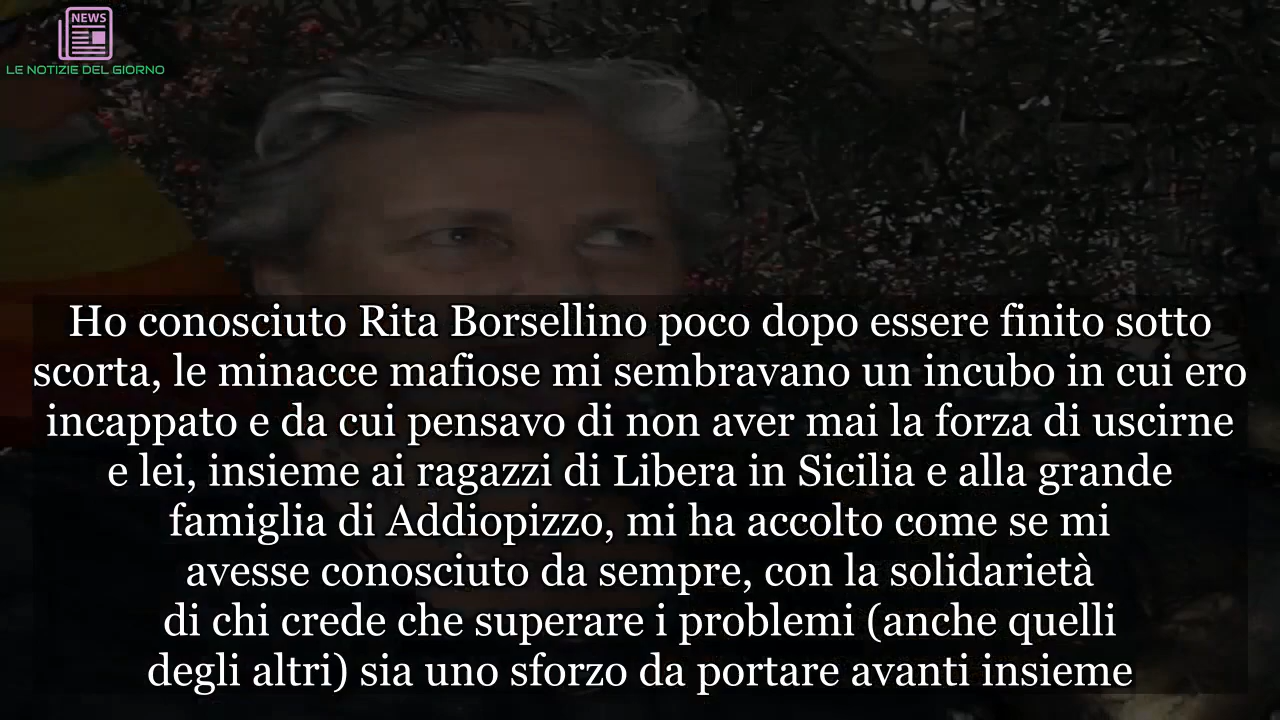 NEWS
LE NOTIZIE DEL GIORNO
Ho conosciuto Rita Borsellino poco dopo essere finito sotto
scorta, le minacce mafiose mi sembravano un incubo in cui ero
incappato e da cui pensavo di non aver mai la forza di uscirne
e lei, insieme ai ragazzi di Libera in Sicilia e alla grande
famiglia di Addiopizzo, mi ha accolto come se mi
avesse conosciuto da sempre, con la solidarietà
di chi crede che superare i problemi (anche quelli
degli altri) sia uno sforzo da portare avanti insieme